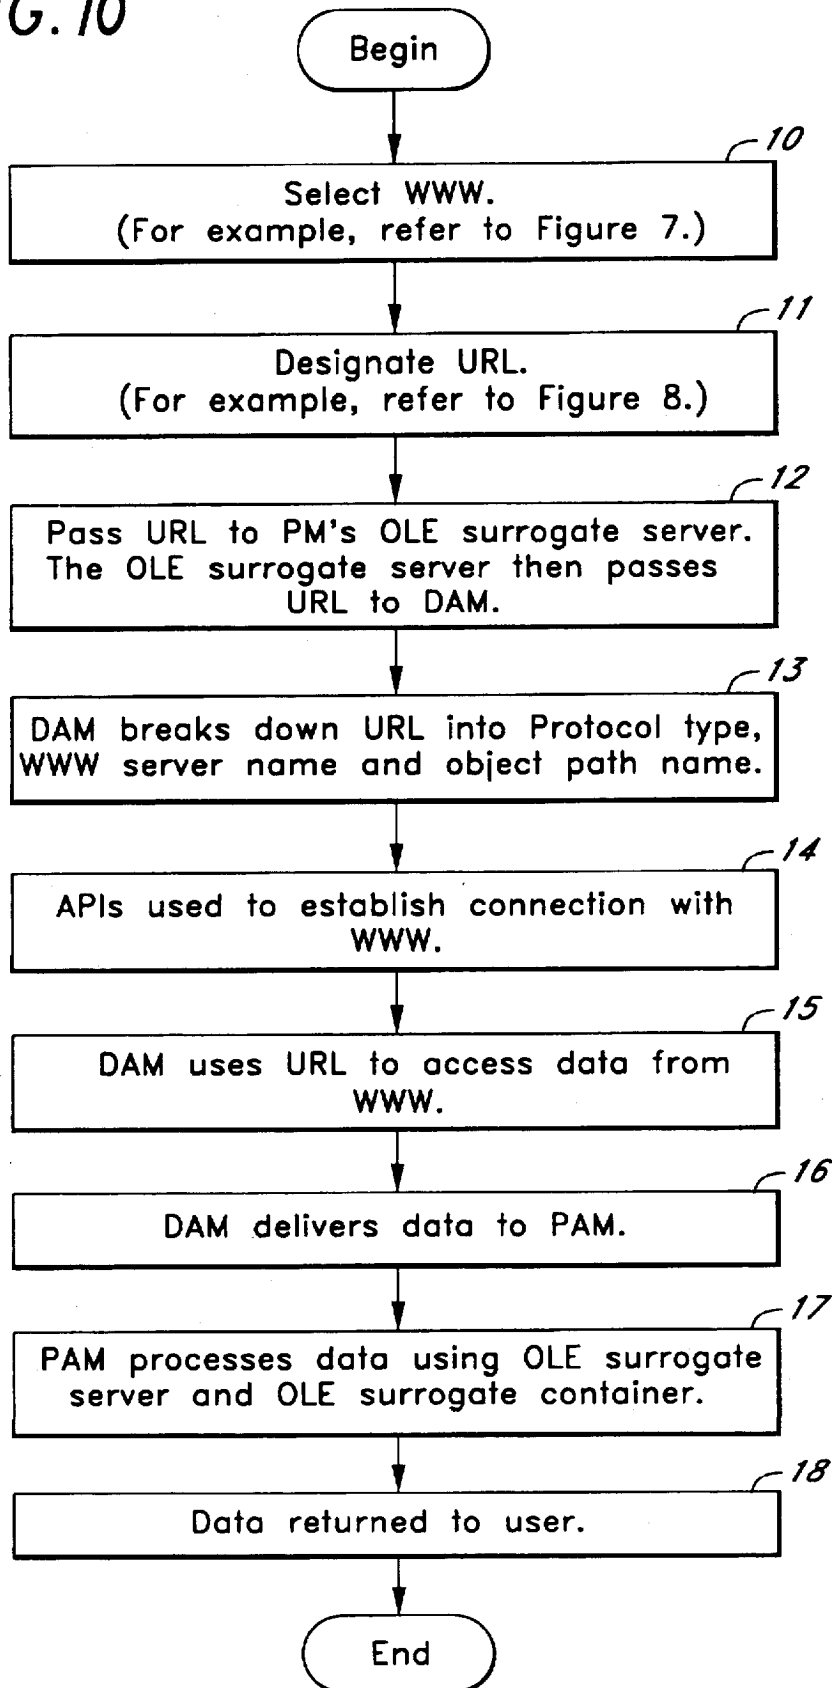 G. 10
Begin
10
Select WWW.
(For example, refer to Figure 7.)
11
Designate URL.
(For example, refer to Figure 8.)
12
Pass URL to PM's OLE surrogate server.
The OLE surrogate server then passes
URL to DAM.
13
DAM breaks down URL into Protocol type,
WWW server name and object path name.
14
APIs used to establish connection with
WWW.
15
DAM uses URL to access data from
WWW.
16
DAM delivers data to PAM.
17
PAM processes data using OLE surrogate
server and OLE surrogate container.
18
Data returned to user.
End